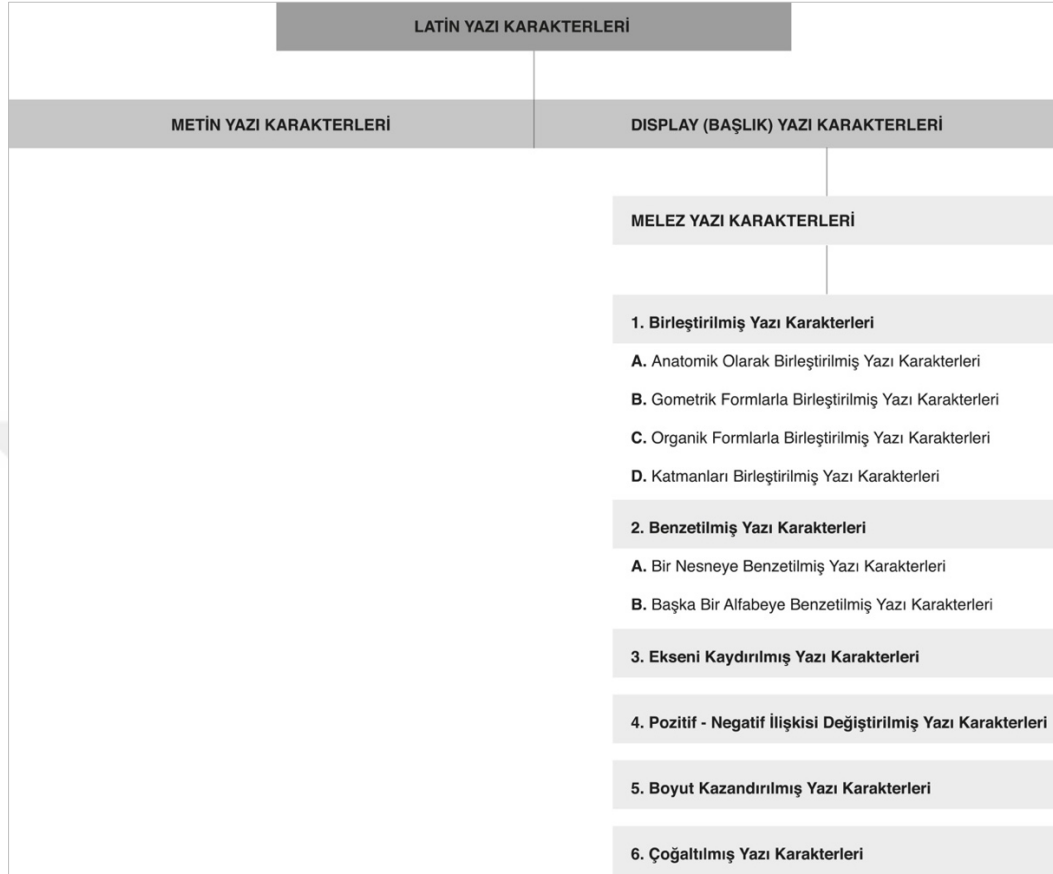 LATİN YAZI KARAKTERLERİ
METİN YAZI KARAKTERLERİ
DISPLAY (BAŞLIK) YAZI KARAKTERLERİ
MELEZ YAZI KARAKTERLERİ
1. Birleştirilmiş Yazı Karakterleri
A. Anatomik Olarak Birleştirilmiş Yazı Karakterleri
B. Gometrik Formlarla Birleştirilmiş Yazı Karakterleri
C. Organik Formlarla Birleştirilmiş Yazı Karakterleri
D. Katmanları Birleştirilmiş Yazı Karakterleri
2. Benzetilmiş Yazı Karakterleri
A. Bir Nesneye Benzetilmiş Yazı Karakterleri
B. Başka Bir Alfabeye Benzetilmiş Yazı Karakterleri
3. Ekseni Kaydırılmış Yazı Karakterleri
4. Pozitif - Negatif İlişkisi Değiştirilmiş Yazı Karakterleri
5. Boyut Kazandırılmış Yazı Karakterleri
6. Çoğaltılmış Yazı Karakterleri